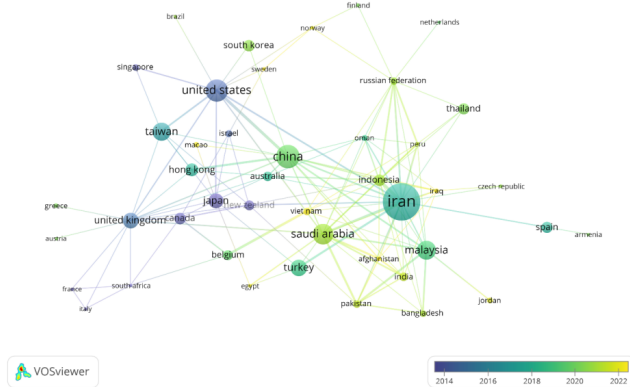 finland
brazil
netherlands
norway
south korea
singapore
sweden
russian federation
united states
thailand
taiwan
israel
oman
macao
peru
china
hong kong
australia
indonesia
czech republic
iraq
iran
japan
new zealand
greece
viet nam
united kingdom
canada
spain
armenia
saudi arabia
austria
malaysia
belgium
afghanistan
turkey
india
france
south africa
egypt
jordan
italy
pakistan
bangladesh
VOSviewer
2014 2016 2018 2020 2022